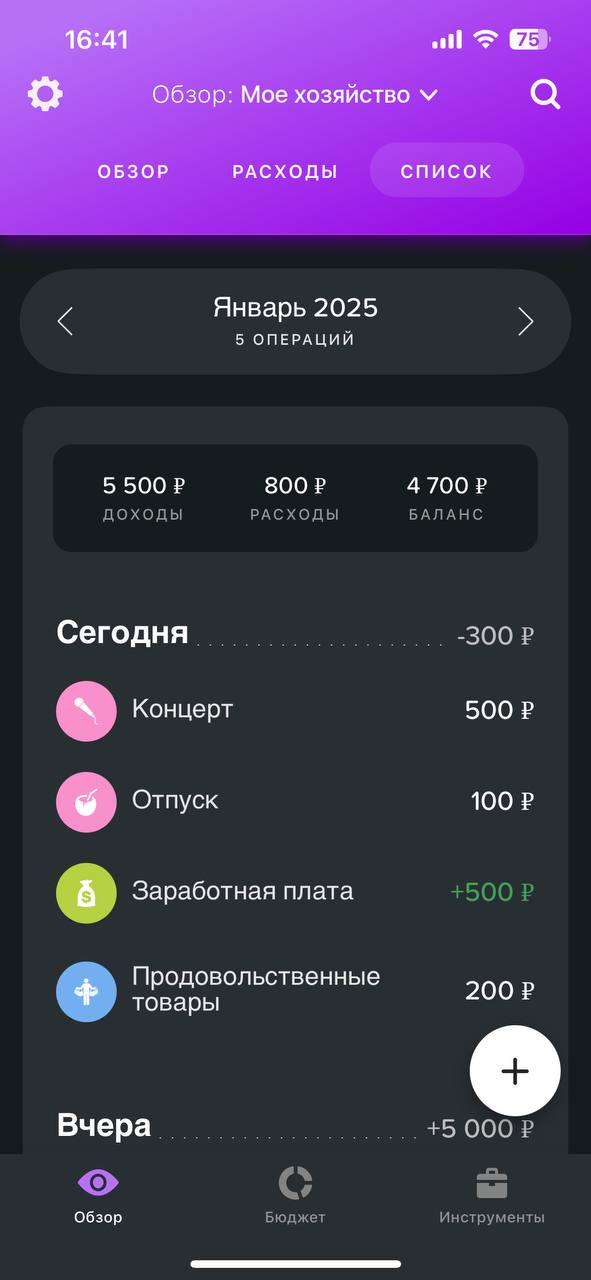 16:41
75
Обзор: Мое хозяйство
ОБЗОР РАСХОДЫ СПИСОК
Январь 2025
5 ОПЕРАЦИЙ
5 500 ₽ 800 ₽ 4 700 ₽
ДОХОДЫ РАСХОДЫ БАЛАНС
Сегодня -300 ₽
Концерт 500 ₽
Отпуск 100 ₽
Заработная плата +500 ₽
Продовольственные
товары 200 ₽
Вчера +5 000 ₽
Обзор Бюджет Инструменты